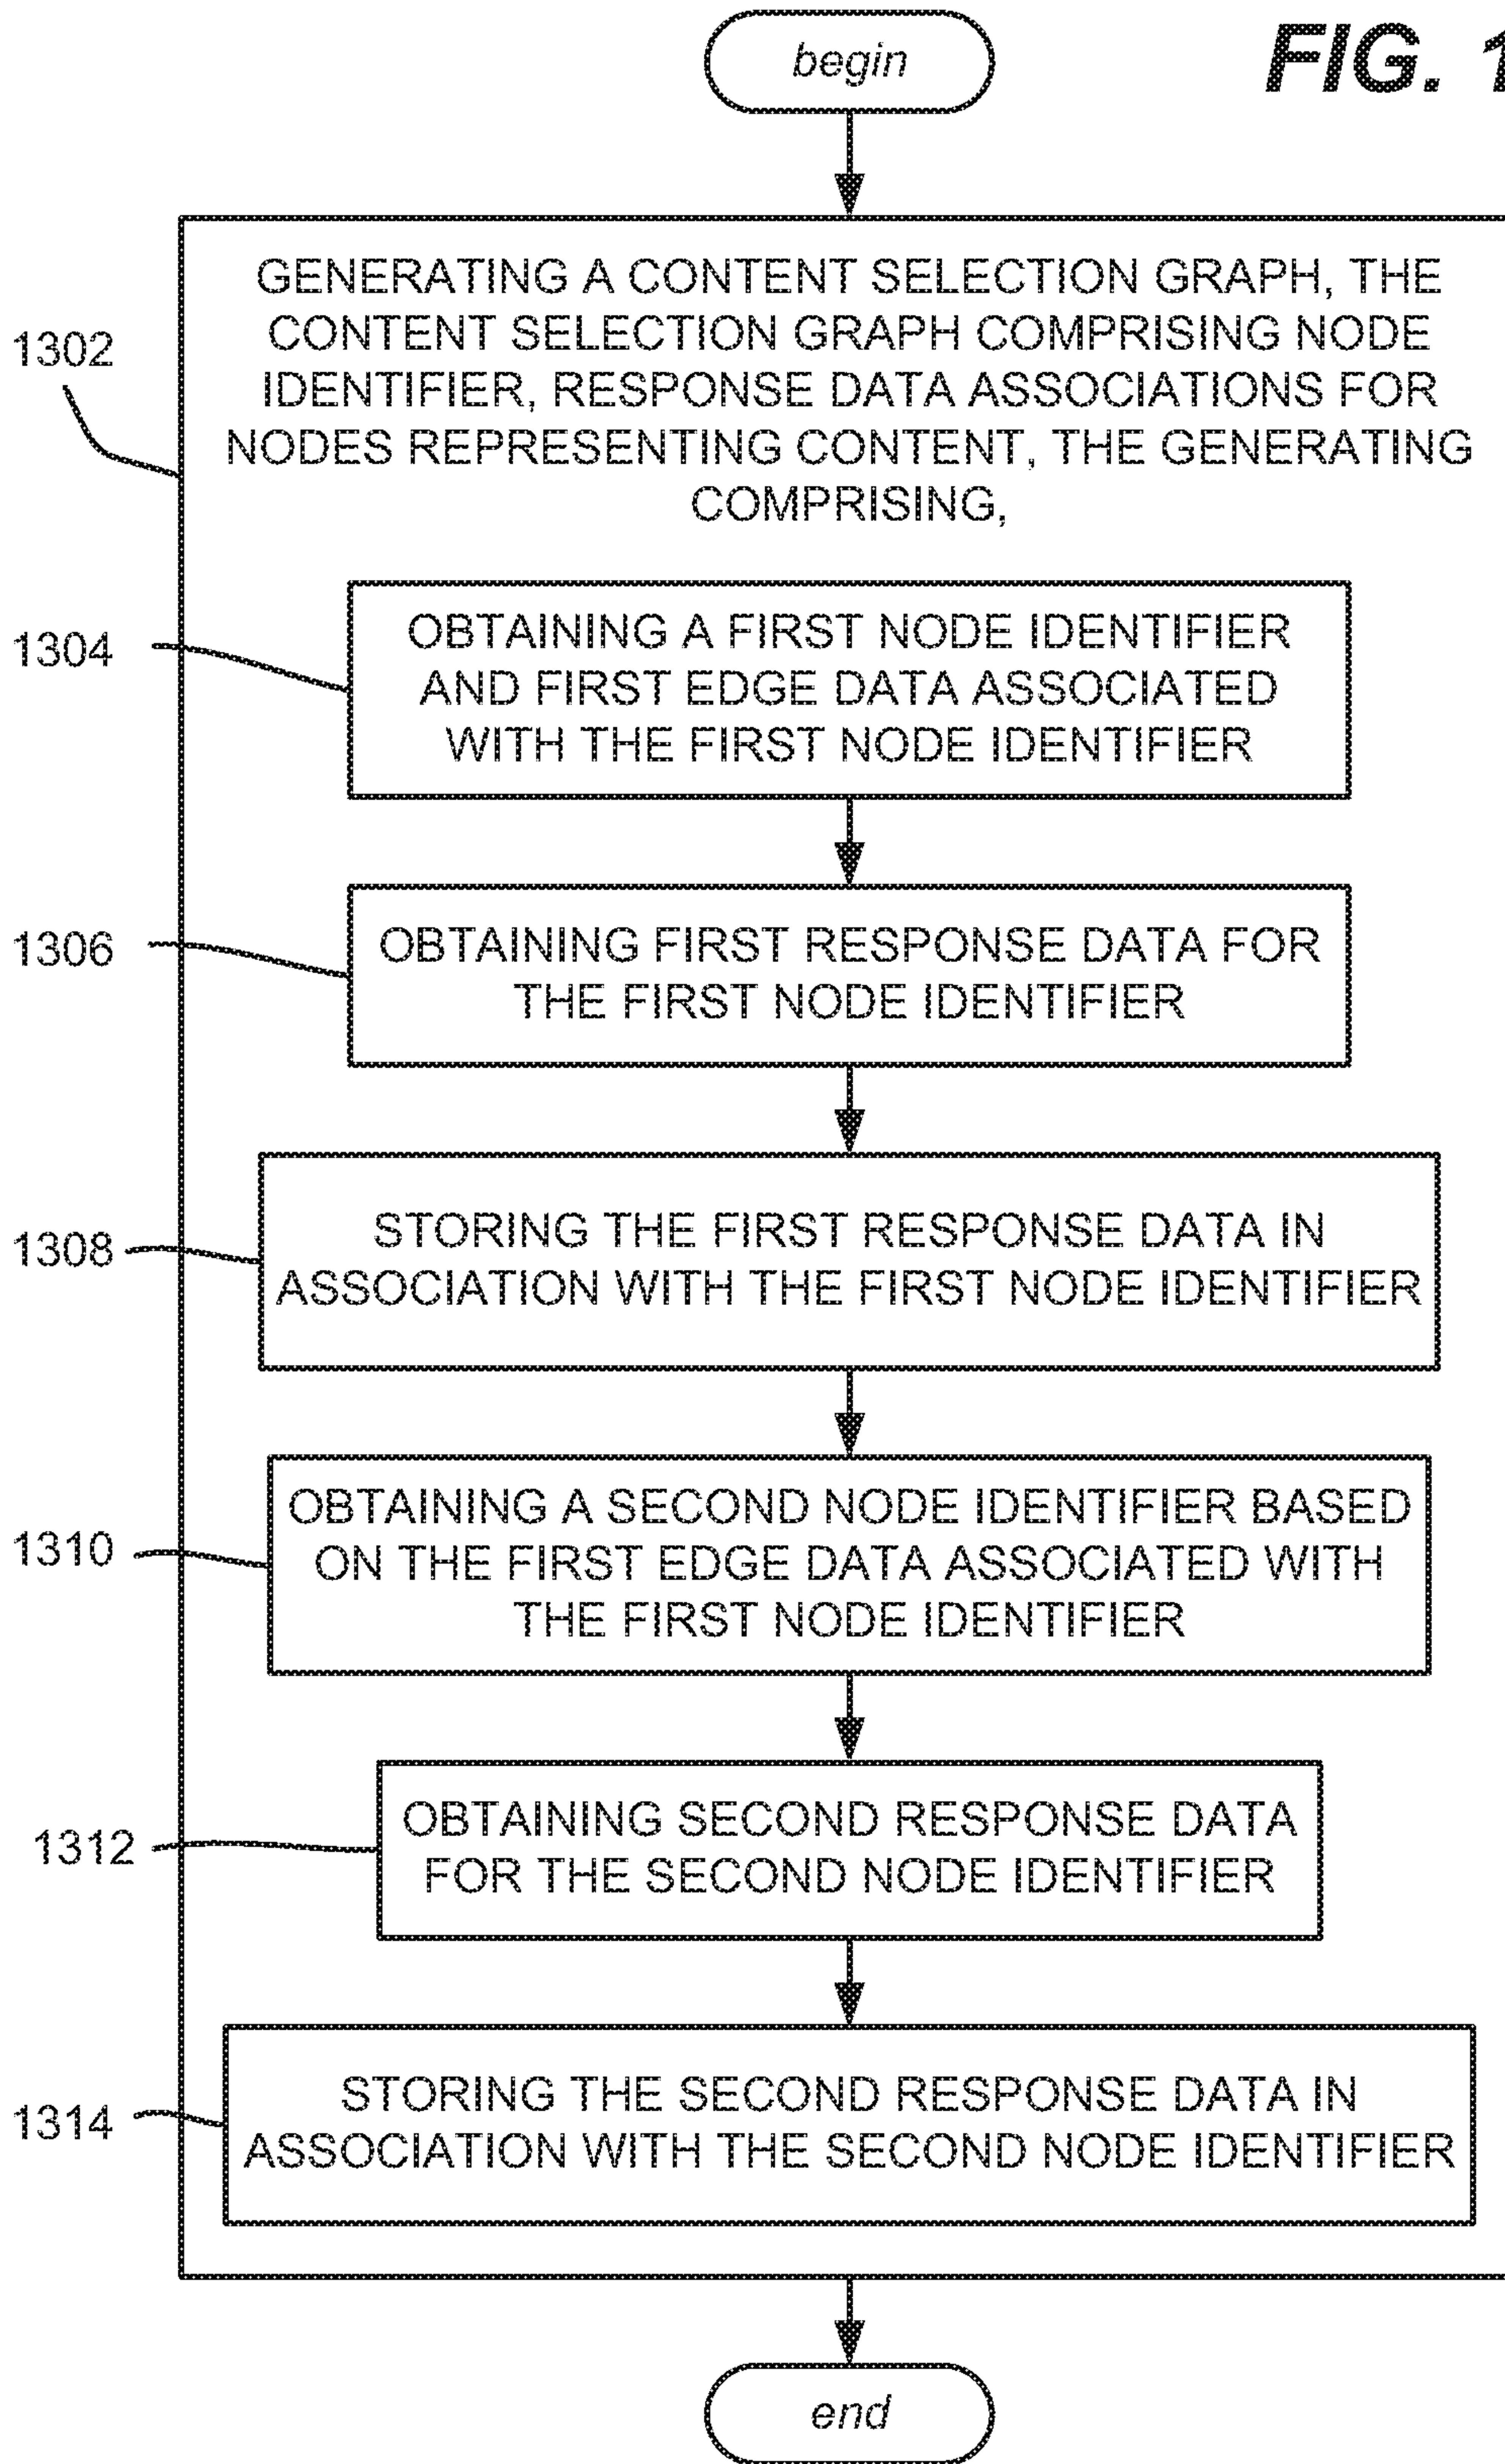 begin
FIG. 1
GENERATING A CONTENT SELECTION GRAPH, THE
CONTENT SELECTION GRAPH COMPRISING NODE
IDENTIFIER, RESPONSE DATA ASSOCIATIONS FOR
NODES REPRESENTING CONTENT, THE GENERATING
COMPRISING,
1302
OBTAINING A FIRST NODE IDENTIFIER
AND FIRST EDGE DATA ASSOCIATED
WITH THE FIRST NODE IDENTIFIER
1304
OBTAINING FIRST RESPONSE DATA FOR
THE FIRST NODE IDENTIFIER
1306
STORING THE FIRST RESPONSE DATA IN
ASSOCIATION WITH THE FIRST NODE IDENTIFIER
1308
OBTAINING A SECOND NODE IDENTIFIER BASED
ON THE FIRST EDGE DATA ASSOCIATED WITH
THE FIRST NODE IDENTIFIER
1310
OBTAINING SECOND RESPONSE DATA
FOR THE SECOND NODE IDENTIFIER
1312
STORING THE SECOND RESPONSE DATA IN
ASSOCIATION WITH THE SECOND NODE IDENTIFIER
1314
end